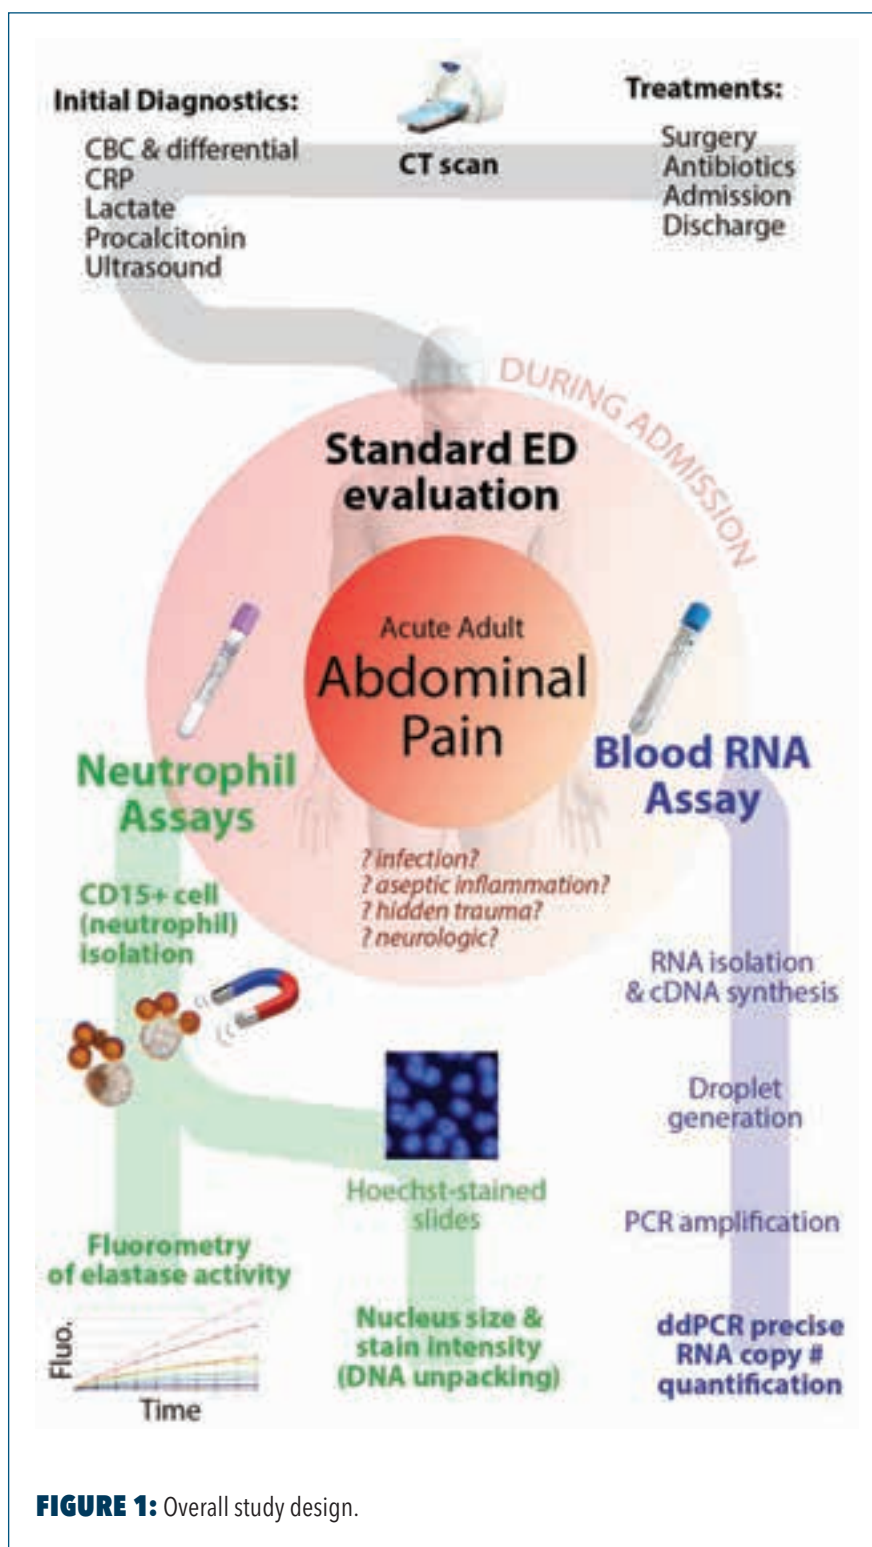 Initial Diagnostics:
CBC & differential
CRP
Lactate
Procalcitonin
Ultrasound
CT scan
Treatments:
Surgery
Antibiotics
Admission
Discharge
DURING ADMISSION
Standard ED
evaluation
Acute Adult
Abdominal
Pain
? infection?
? aseptic inflammation?
? hidden trauma?
? neurologic?
Neutrophil
Assays
CD15+ cell
(neutrophil)
isolation
Fluorometry
of elastase activity
Fluo.
Time
Hoechst-stained
slides
Nucleus size &
stain intensity
(DNA unpacking)
Blood RNA
Assay
RNA isolation
& cDNA synthesis
Droplet
generation
PCR amplification
ddPCR precise
RNA copy #
quantification
FIGURE 1: Overall study design.